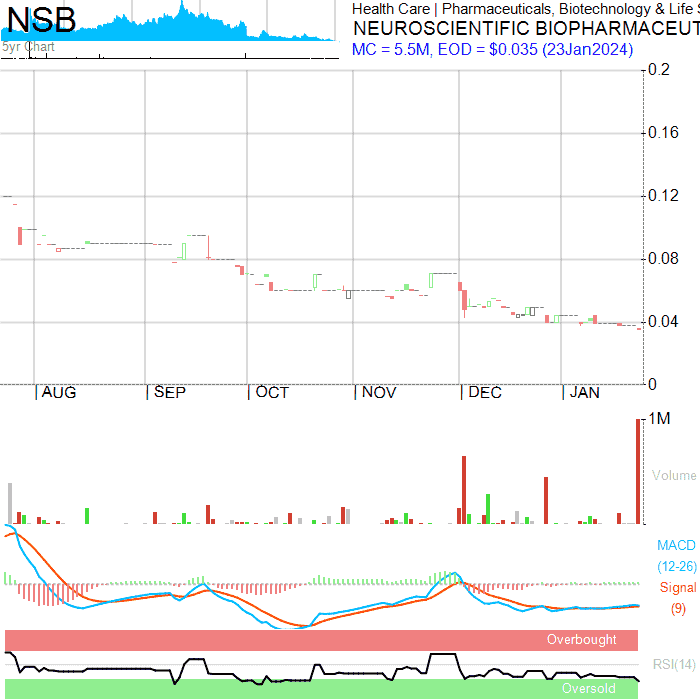 NSB
5yr Chart
Health Care | Pharmaceuticals, Biotechnology & Life S
NEUROSCIENTIFIC BIOPHARMACEUT
MC = 5.5M, EOD = $0.035 (23Jan2024)
0.2
0.16
0.12
0.08
0.04
0
AUG SEP OCT NOV DEC JAN
1M
Volume
MACD
(12-26)
Signal
(9)
Overbought
RSI(14)
Oversold